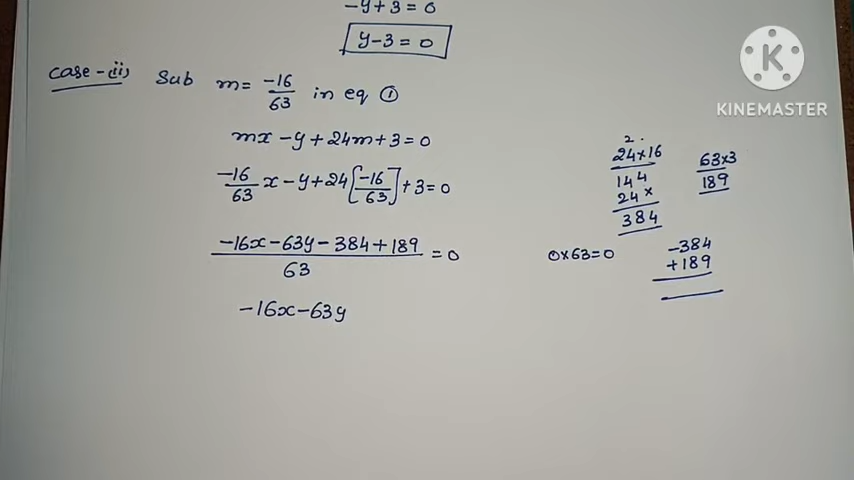 -y+3=0
y-3=0
case-(ii) Sub m= -16/63 in eq ①
mx-y+24m+3=0
-16/63 x-y+24[-16/63]+3=0
-16x-63y-384+189/63 =0
-16x-63y
2
24×16
144
24×
384
63×3
189
0×63=0
-384
+189
K
KINEMASTER